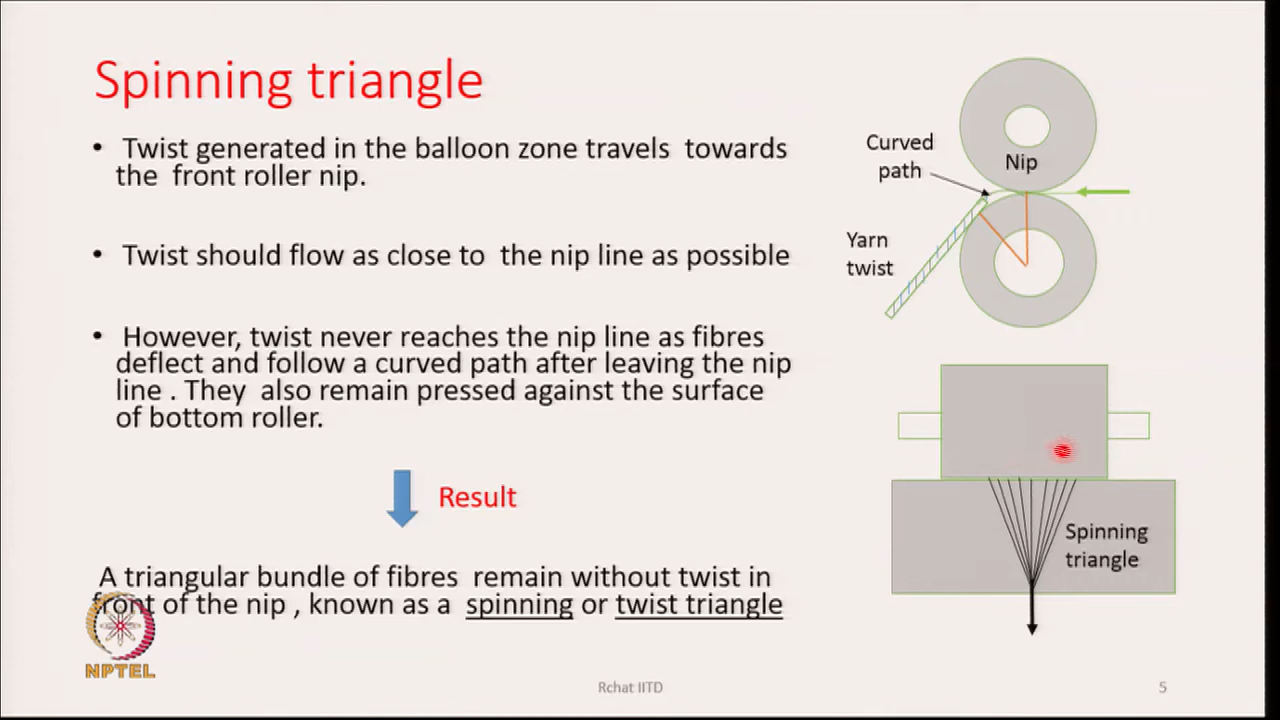 Spinning triangle
• Twist generated in the balloon zone travels towards
the front roller nip.
• Twist should flow as close to the nip line as possible
• However, twist never reaches the nip line as fibres
deflect and follow a curved path after leaving the nip
line . They also remain pressed against the surface
of bottom roller.
Result
A triangular bundle of fibres remain without twist in
front of the nip , known as a spinning or twist triangle
Curved
path
Nip
Yarn
twist
Spinning
triangle
NPTEL
Rchat IITD
5